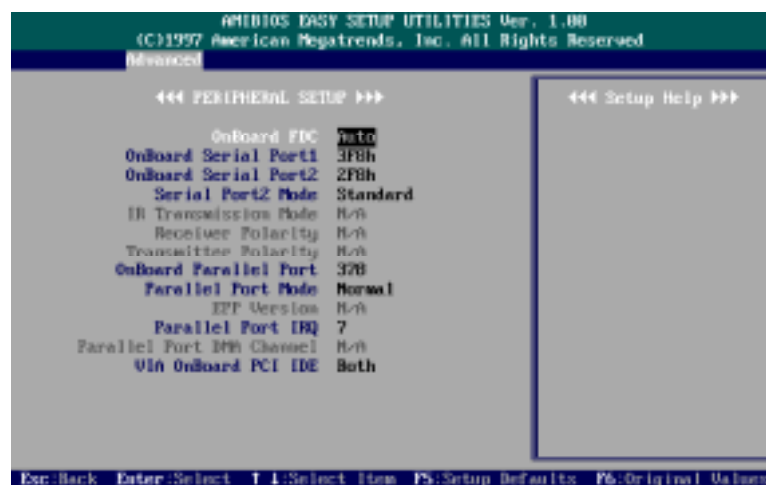 AMIBIOS EASY SETUP UTILITIES Ver. 1.00
(C)1997 American Megatrends, Inc. All Rights Reserved
Advanced
PERIPHERAL SETUP
Setup Help
OnBoard FDC Auto
OnBoard Serial Port1 3F8h
OnBoard Serial Port2 2F8h
Serial Port2 Mode Standard
IR Transmission Mode N/A
Receiver Polarity N/A
Transmitter Polarity N/A
OnBoard Parallel Port 378
Parallel Port Mode Normal
EPP Version N/A
Parallel Port IRQ 7
Parallel Port DMA Channel N/A
VIA OnBoard PCI IDE Both
Esc:Back Enter:Select ↑↓:Select Item F5:Setup Defaults F6:Original Values